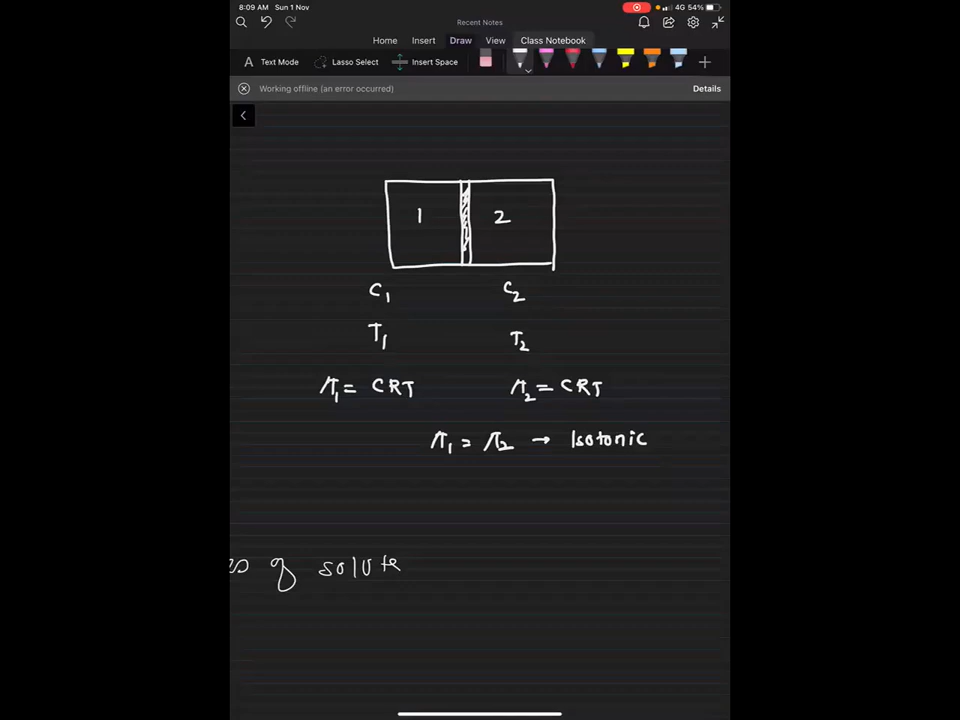 8:09 AM Sun 1 Nov
4G 54%
Recent Notes
Home Insert Draw View Class Notebook
Text Mode Lasso Select Insert Space
Working offline (an error occurred) Details
1 2
C₁ C₂
T₁ T₂
π₁ = CRT π₂ = CRT
π₁ = π₂ → Isotonic
of solute